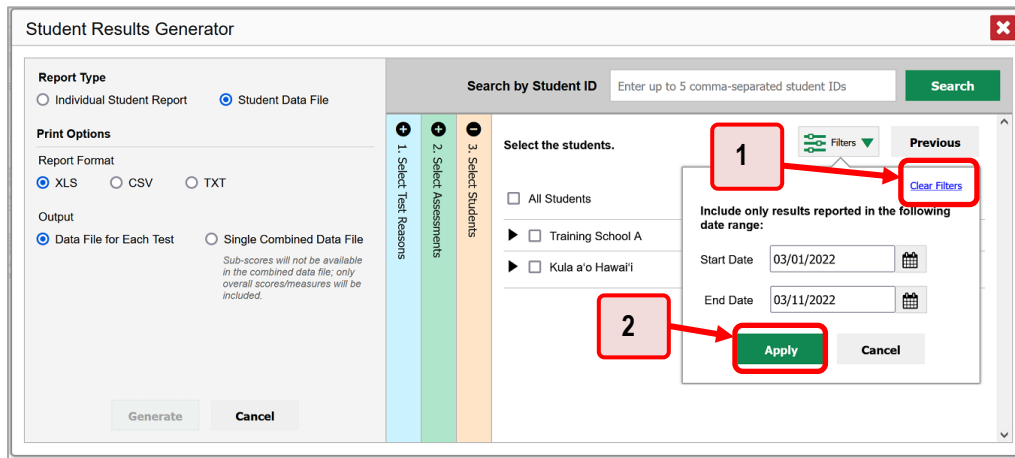 Student Results Generator
Report Type
Individual Student Report
Student Data File
Print Options
Report Format
XLS
CSV
TXT
Output
Data File for Each Test
Single Combined Data File
Sub-scores will not be available
in the combined data file; only
overall scores/measures will be
included.
Generate
Cancel
Search by Student ID
Enter up to 5 comma-separated student IDs
Search
1. Select Test Reasons
2. Select Assessments
3. Select Students
Select the students.
Filters
Previous
All Students
Training School A
Kula aʻo Hawaiʻi
1
Clear Filters
Include only results reported in the following
date range:
Start Date
03/01/2022
End Date
03/11/2022
2
Apply
Cancel